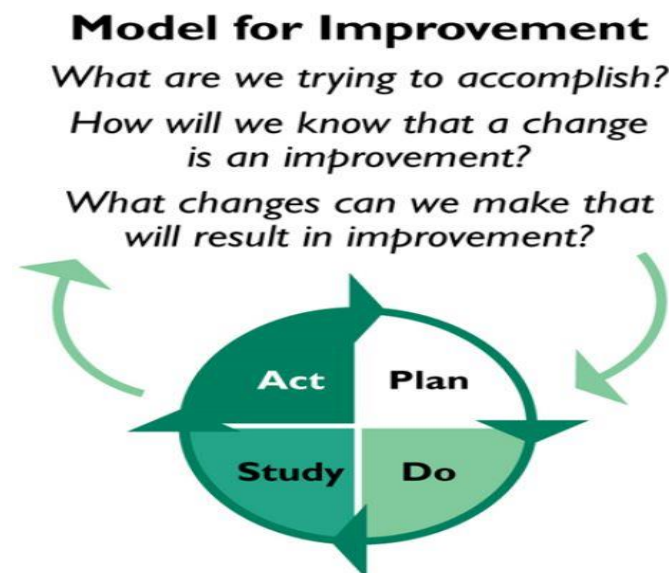 Model for Improvement
What are we trying to accomplish?
How will we know that a change
is an improvement?
What changes can we make that
will result in improvement?
Act
Plan
Study
Do